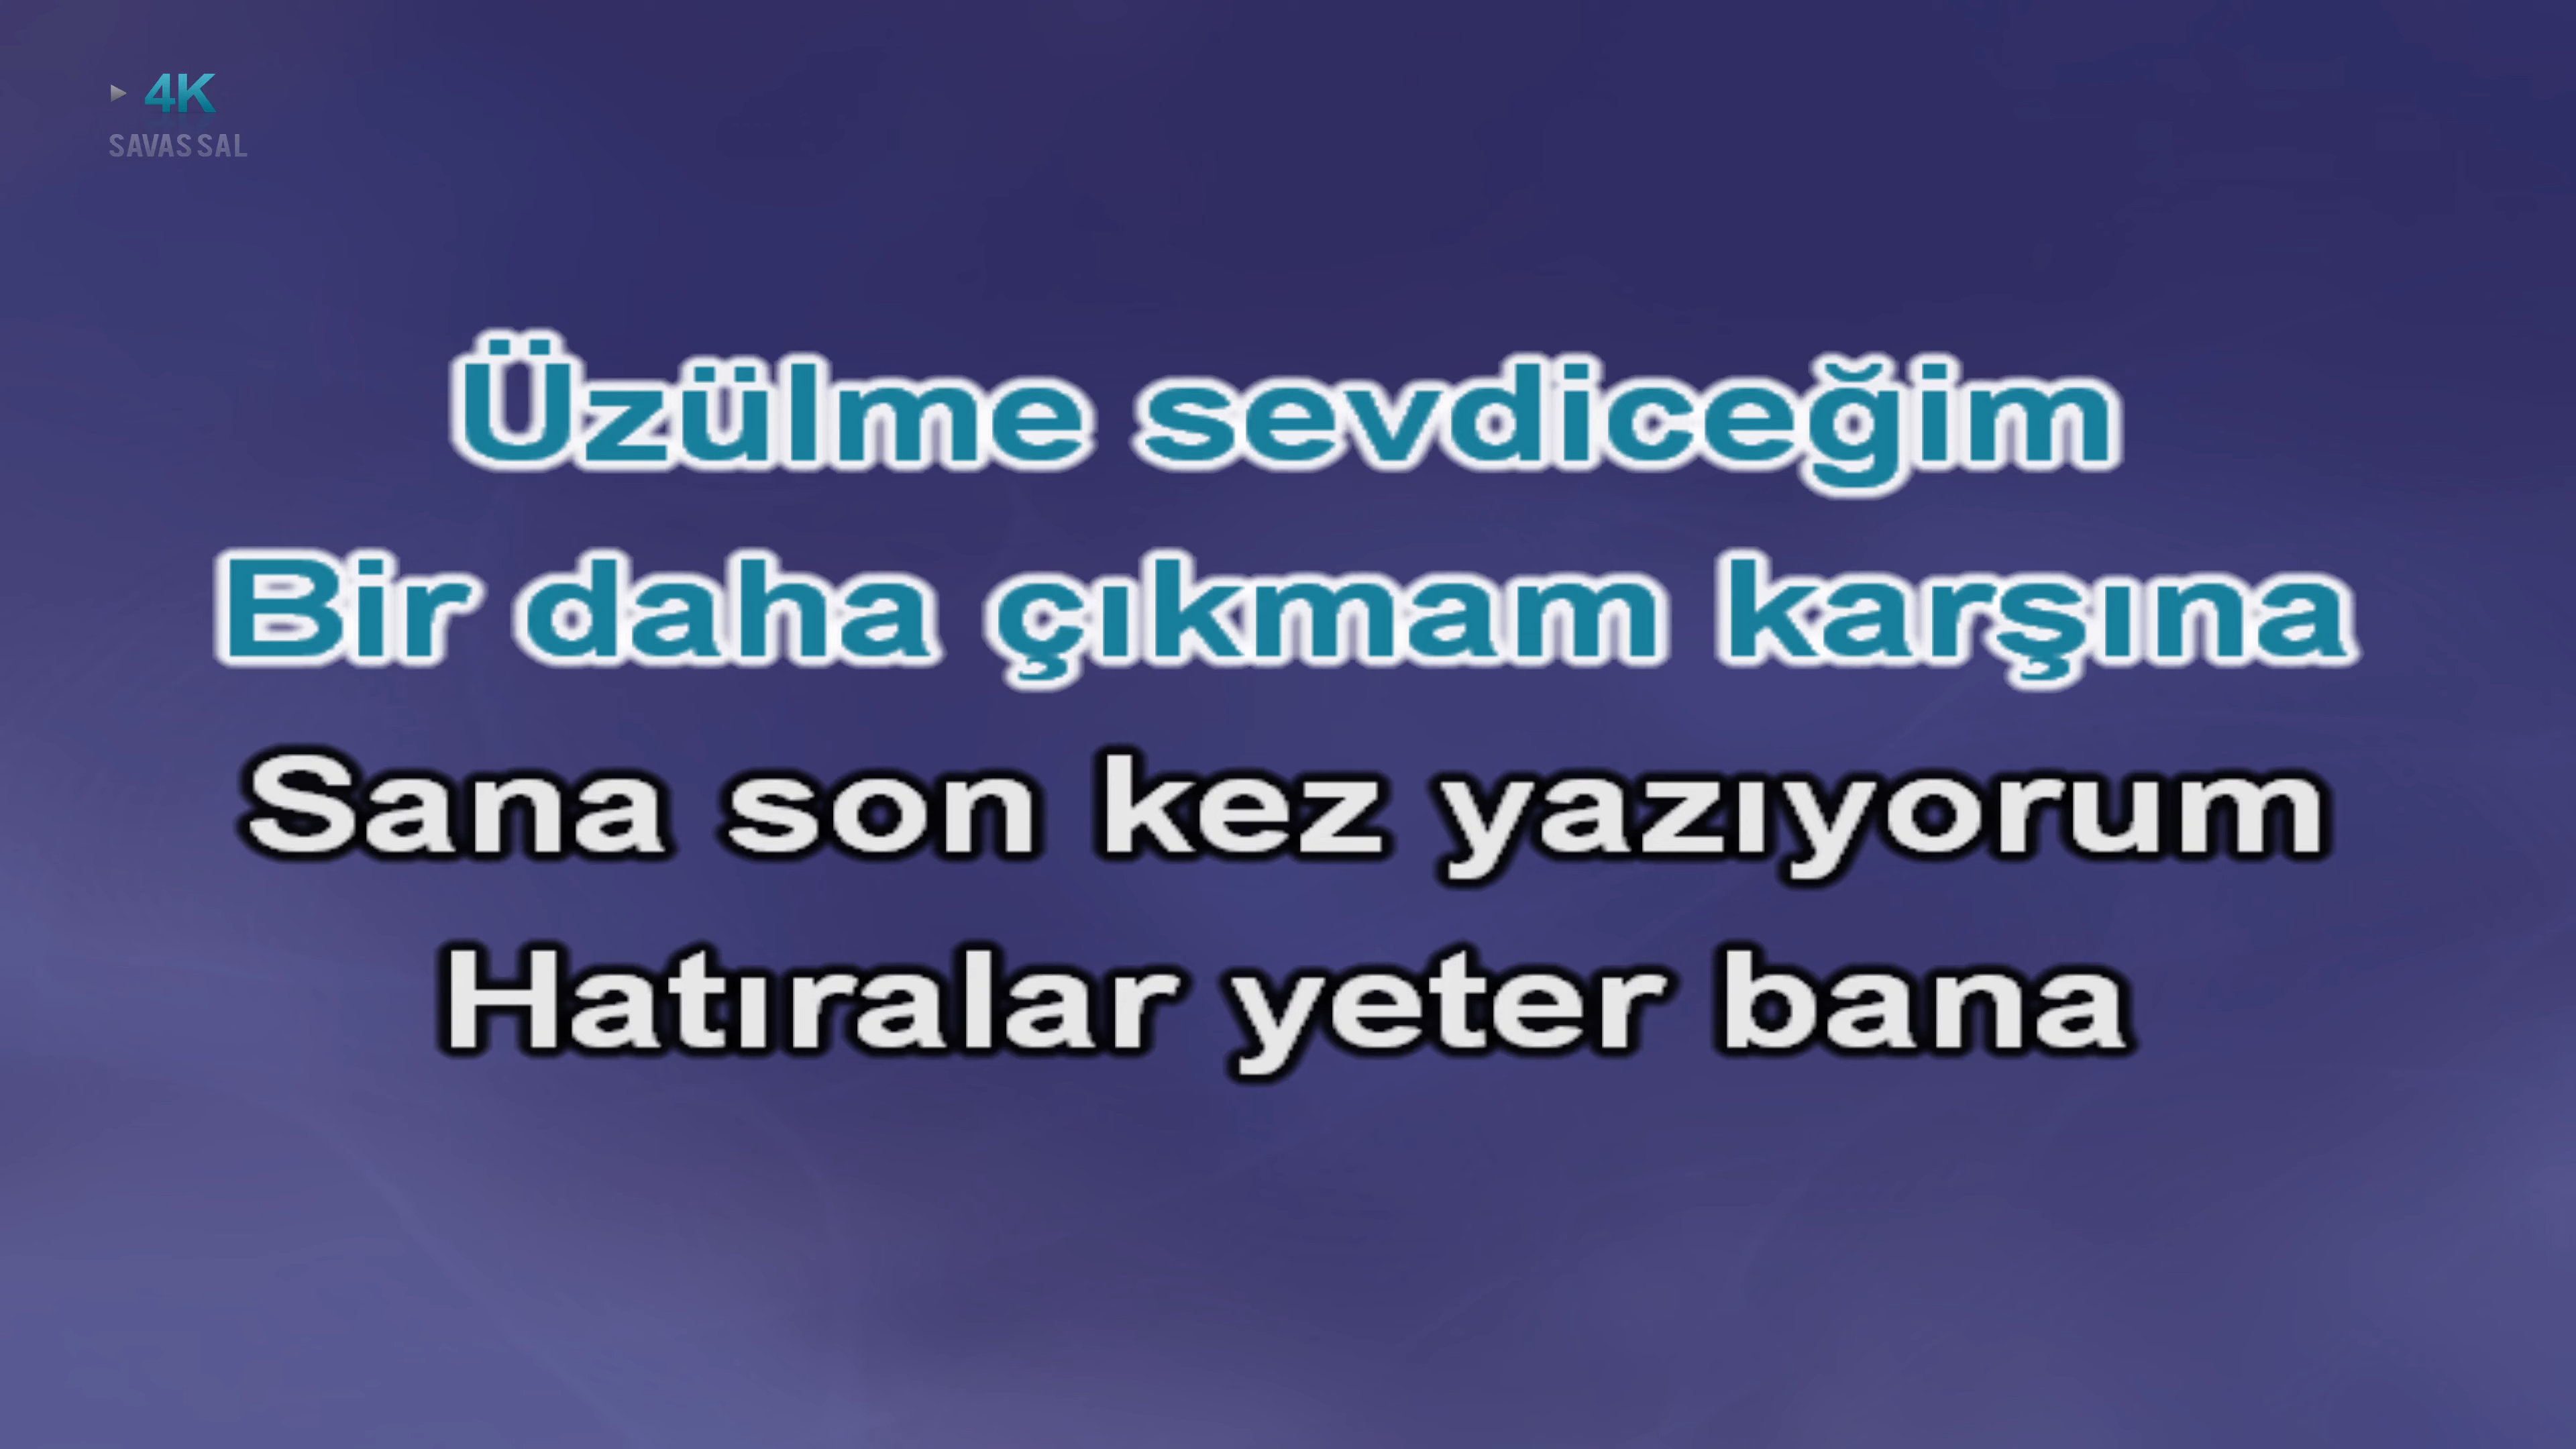 4K
SAVAS SAL
Üzülme sevdiceğim
Bir daha çıkmam karşına
Sana son kez yazıyorum
Hatıralar yeter bana